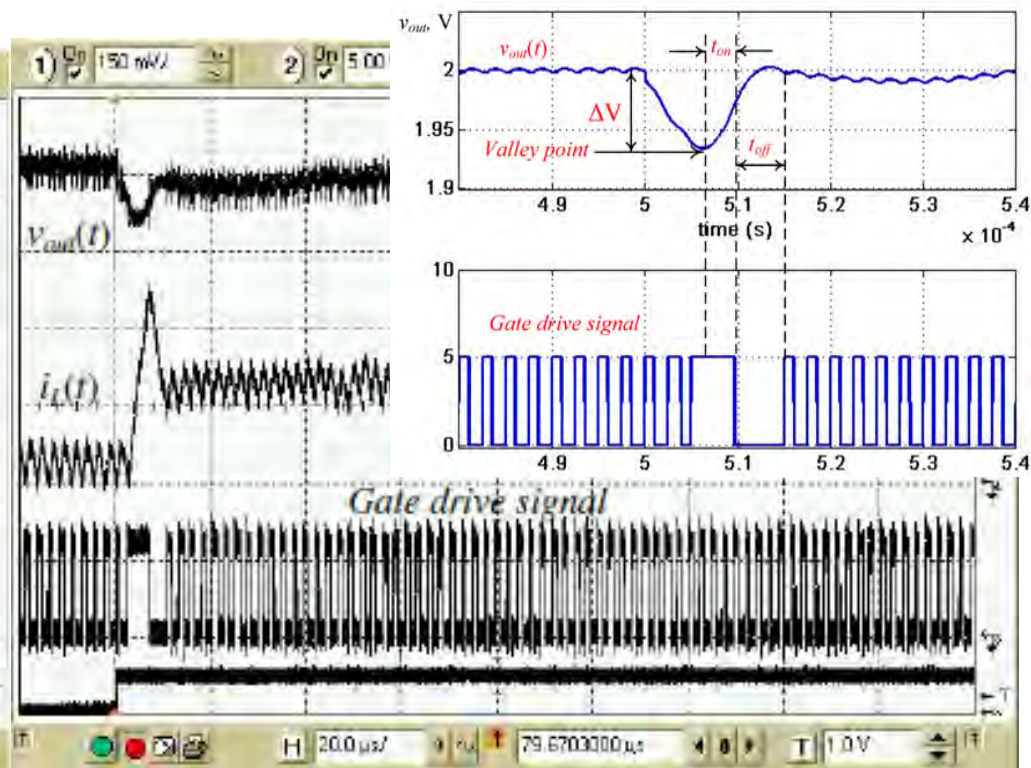 1) On 150 mV/ 2) On 5.00
v_out(t)
i_L(t)
Gate drive signal
H 20.0 µs/ 79.6703000 µs 0 T 1.0 V
v_out, V
v_out(t)
t_on
2
ΔV
1.95
Valley point
t_off
1.9
4.9 5 5.1 5.2 5.3 5.4
time (s)
x 10^-4
10
Gate drive signal
5
0
4.9 5 5.1 5.2 5.3 5.4